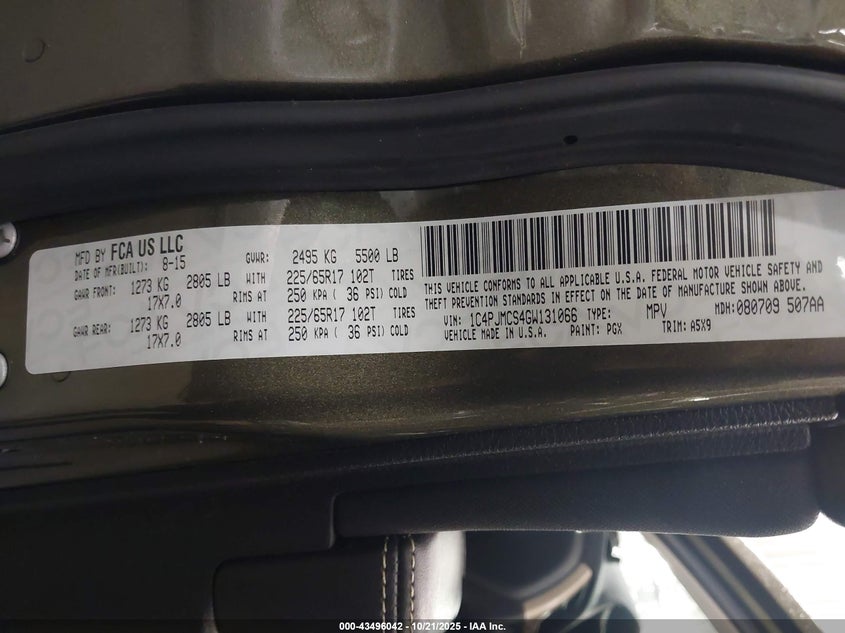 MFD BY FCA US LLC
DATE OF MFR(BUILT): 8-15 GVWR: 2495 KG 5500 LB
GAWR FRONT: 1273 KG 2805 LB WITH 225/65R17 102T TIRES
17X7.0 RIMS AT 250 KPA ( 36 PSI) COLD
GAWR REAR: 1273 KG 2805 LB WITH 225/65R17 102T TIRES
17X7.0 RIMS AT 250 KPA ( 36 PSI) COLD
THIS VEHICLE CONFORMS TO ALL APPLICABLE U.S.A. FEDERAL MOTOR VEHICLE SAFETY AND
THEFT PREVENTION STANDARDS IN EFFECT ON THE DATE OF MANUFACTURE SHOWN ABOVE.
VIN: 1C4PJMCS4GW131066 TYPE: MPV MDH: 080709 507AA
VEHICLE MADE IN U.S.A. PAINT: PGX TRIM: A5X9
000-43496042 - 10/21/2025 - IAA Inc.